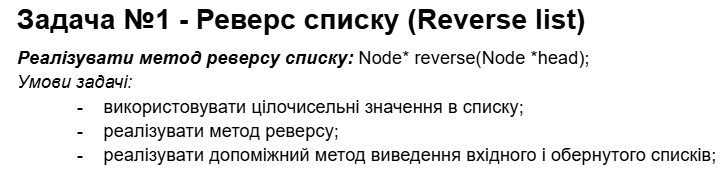 Задача №1 - Реверс списку (Reverse list)
Реалізувати метод реверсу списку: Node* reverse(Node *head);
Умови задачі:
- використовувати цілочисельні значення в списку;
- реалізувати метод реверсу;
- реалізувати допоміжний метод виведення вхідного і обернутого списків;